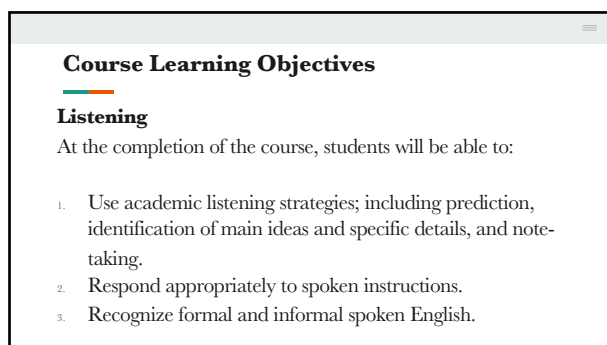 Course Learning Objectives
Listening
At the completion of the course, students will be able to:
1. Use academic listening strategies; including prediction,
identification of main ideas and specific details, and note-
taking.
2. Respond appropriately to spoken instructions.
3. Recognize formal and informal spoken English.